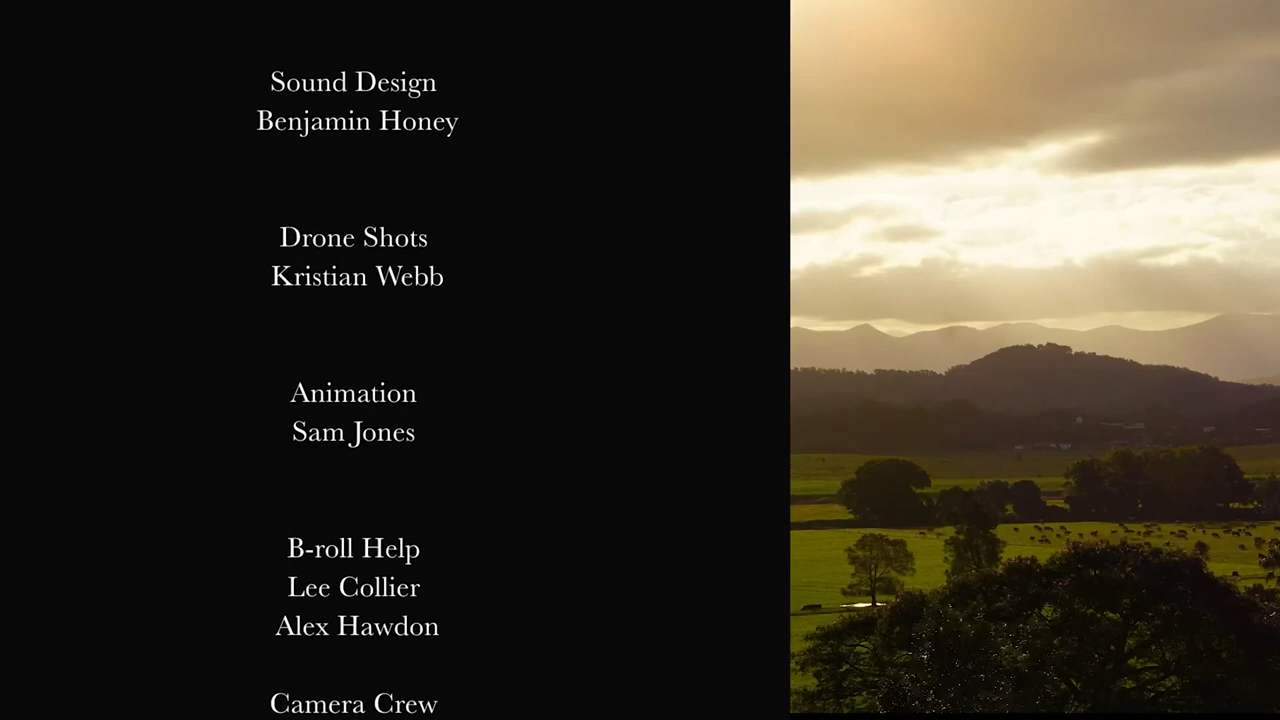 Sound Design
Benjamin Honey
Drone Shots
Kristian Webb
Animation
Sam Jones
B-roll Help
Lee Collier
Alex Hawdon
Camera Crew